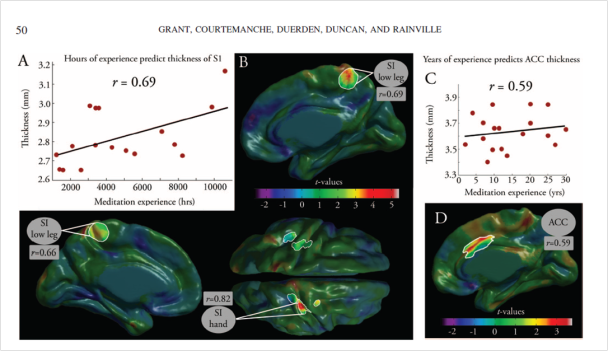 50
GRANT, COURTEMANCHE, DUERDEN, DUNCAN, AND RAINVILLE
A
Hours of experience predict thickness of S1
r = 0.69
Thickness (mm)
3.2
3.0
2.9
2.8
2.7
2.6
2000
4000
6000
8000
10000
Meditation experience (hrs)
B
SI
low leg
r=0.69
t-values
-2 -1 0 1 2 3 4 5
Years of experience predicts ACC thickness
C
r = 0.59
Thickness (mm)
3.9
3.7
3.5
3.3
0 5 10 15 20 25 30
Meditation experience (yrs)
SI
low leg
r=0.66
r=0.82
SI
hand
D
ACC
r=0.59
t-values
-2 -1 0 1 2 3